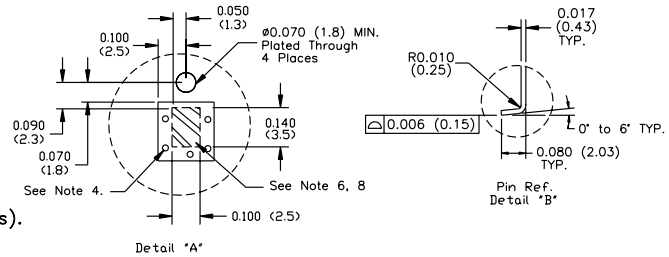 0.050
(1.3)
0.100
(2.5)
ø0.070 (1.8) MIN.
Plated Through
4 Places
0.090
(2.3)
0.070
(1.8)
0.140
(3.5)
See Note 4.
See Note 6, 8
0.100 (2.5)
s).
Detail "A"
0.017
(0.43)
TYP.
R0.010
(0.25)
0.006 (0.15)
0° to 6° TYP.
0.080 (2.03)
TYP.
Pin Ref.
Detail "B"